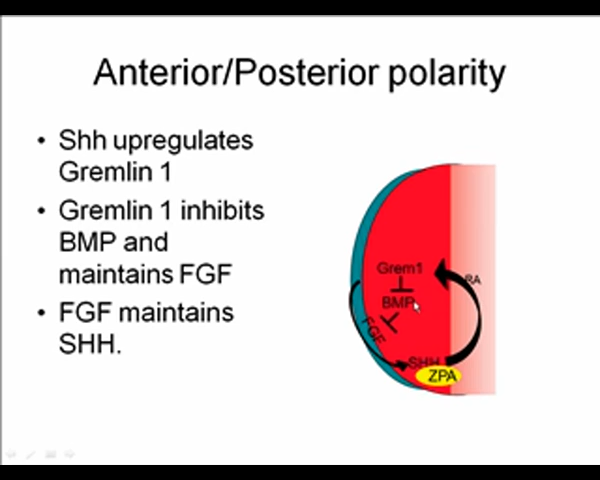 Anterior/Posterior polarity
• Shh upregulates
Gremlin 1
• Gremlin 1 inhibits
BMP and
maintains FGF
• FGF maintains
SHH.
Grem1
RA
BMP
FGF
SHH
ZPA